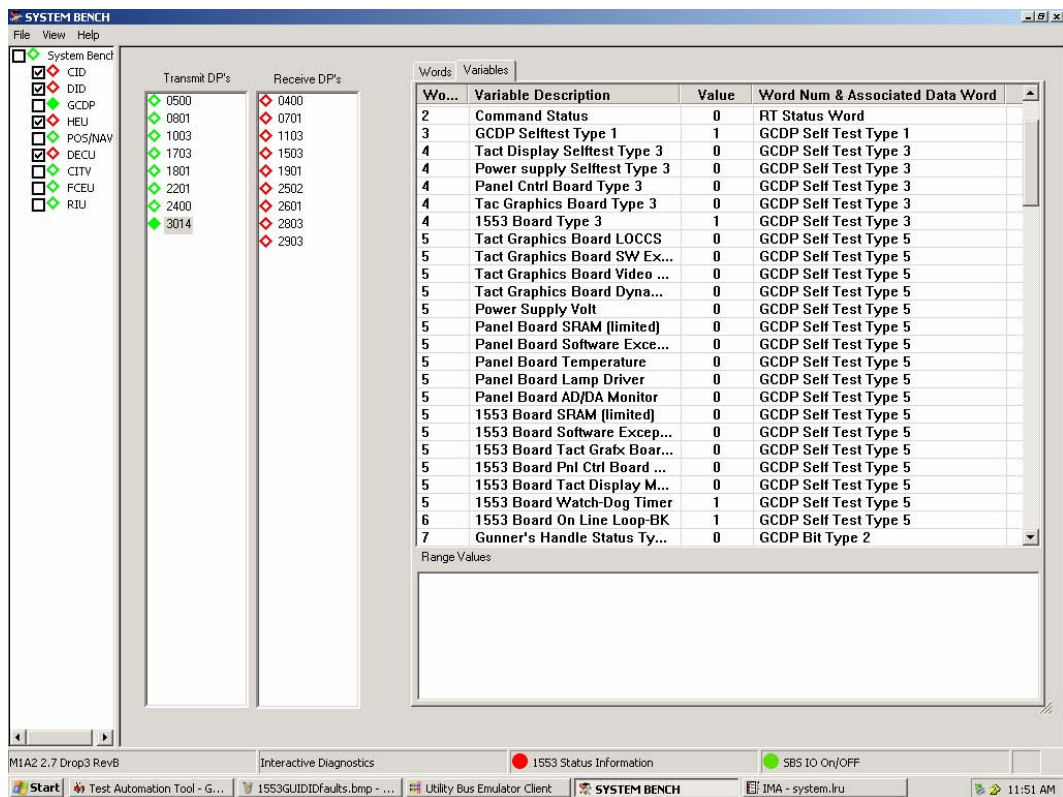 SYSTEM BENCH
File View Help
System Bencl
CID
DID
GCDP
HEU
POS/NAV
DECU
CITV
FCEU
RIU
Transmit DP's
0500
0801
1003
1703
1801
2201
2400
3014
Receive DP's
0400
0701
1103
1503
1901
2502
2601
2803
2903
Words Variables
Wo... Variable Description Value Word Num & Associated Data Word
2 Command Status 0 RT Status Word
3 GCDP Selftest Type 1 1 GCDP Self Test Type 1
4 Tact Display Selftest Type 3 0 GCDP Self Test Type 3
4 Power supply Selftest Type 3 0 GCDP Self Test Type 3
4 Panel Cntrl Board Type 3 0 GCDP Self Test Type 3
4 Tac Graphics Board Type 3 0 GCDP Self Test Type 3
4 1553 Board Type 3 1 GCDP Self Test Type 3
5 Tact Graphics Board LOCCS 0 GCDP Self Test Type 5
5 Tact Graphics Board SW Ex... 0 GCDP Self Test Type 5
5 Tact Graphics Board Video ... 0 GCDP Self Test Type 5
5 Tact Graphics Board Dyna... 0 GCDP Self Test Type 5
5 Power Supply Volt 0 GCDP Self Test Type 5
5 Panel Board SRAM (limited) 0 GCDP Self Test Type 5
5 Panel Board Software Exce... 0 GCDP Self Test Type 5
5 Panel Board Temperature 0 GCDP Self Test Type 5
5 Panel Board Lamp Driver 0 GCDP Self Test Type 5
5 Panel Board AD/DA Monitor 0 GCDP Self Test Type 5
5 1553 Board SRAM (limited) 0 GCDP Self Test Type 5
5 1553 Board Software Excep... 0 GCDP Self Test Type 5
5 1553 Board Tact Grafx Boar... 0 GCDP Self Test Type 5
5 1553 Board Pnl Ctrl Board ... 0 GCDP Self Test Type 5
5 1553 Board Tact Display M... 0 GCDP Self Test Type 5
5 1553 Board Watch-Dog Timer 1 GCDP Self Test Type 5
6 1553 Board On Line Loop-BK 1 GCDP Self Test Type 5
7 Gunner's Handle Status Ty... 0 GCDP Bit Type 2
Range Values
M1A2 2.7 Drop3 RevB Interactive Diagnostics 1553 Status Information SBS IO On/OFF
Start Test Automation Tool - G... 1553GUIDIDfaults.bmp - ... Utility Bus Emulator Client SYSTEM BENCH IMA - system.lru 11:51 AM